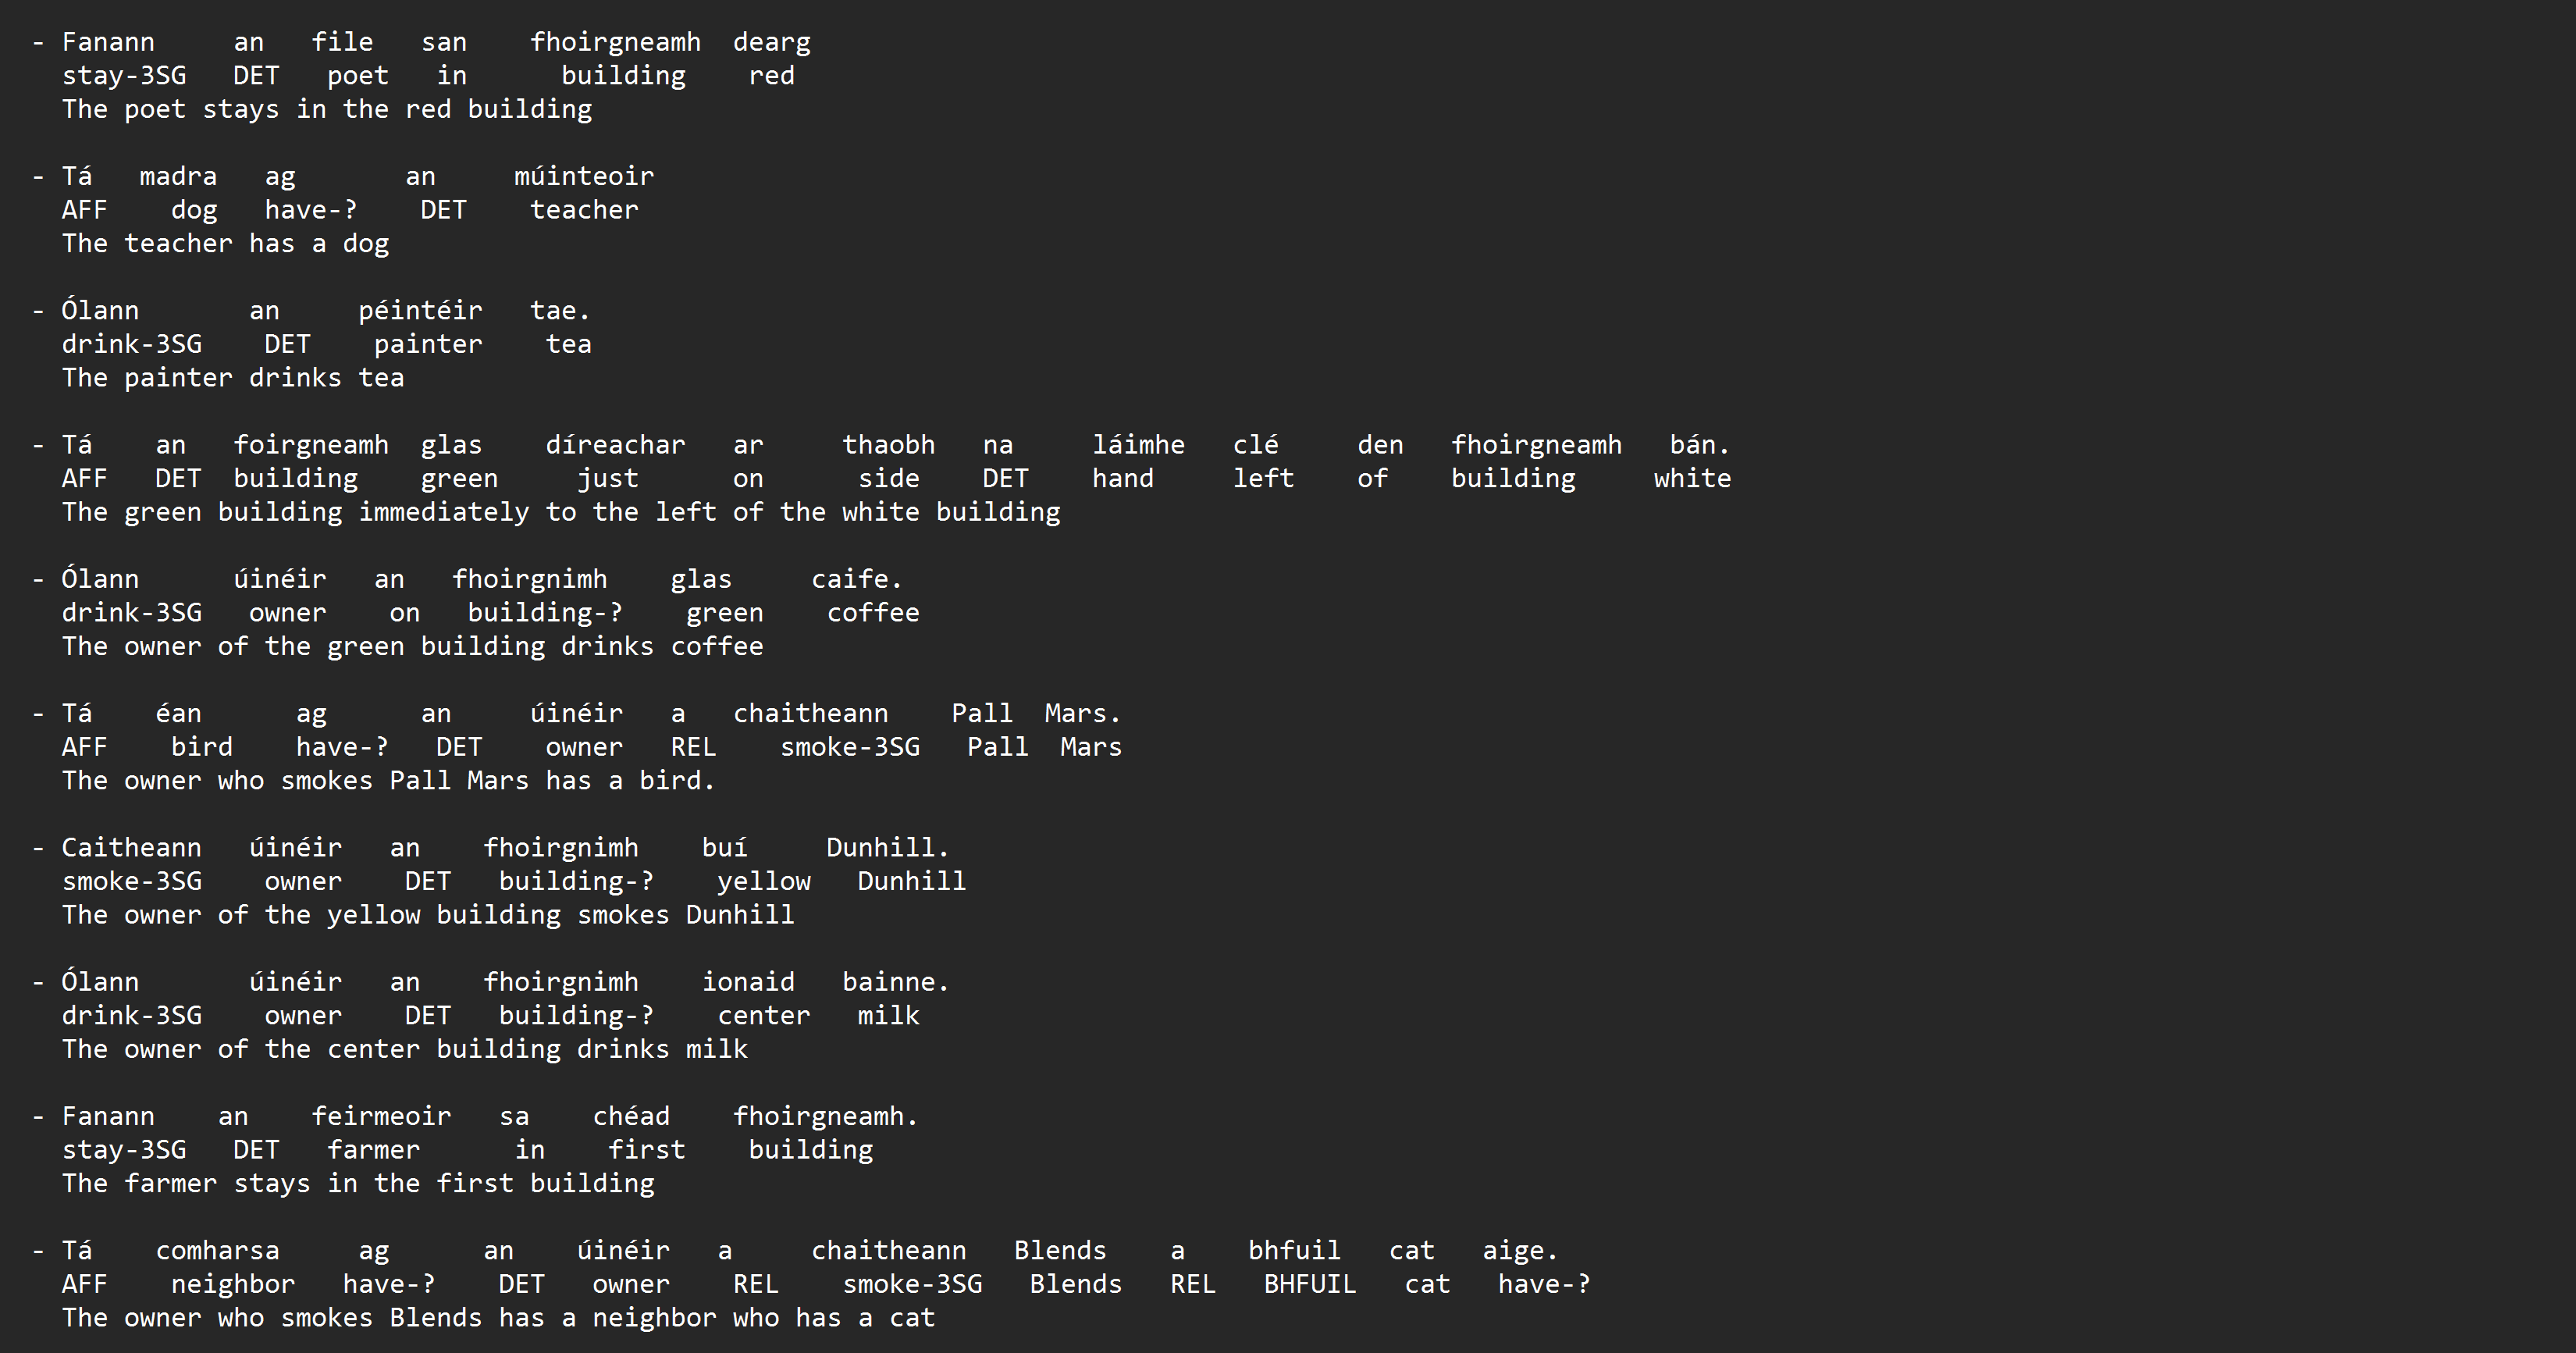 - Fanann an file san fhoirgneamh dearg
stay-3SG DET poet in building red
The poet stays in the red building
- Tá madra ag an múinteoir
AFF dog have-? DET teacher
The teacher has a dog
- Ólann an péintéir tae.
drink-3SG DET painter tea
The painter drinks tea
- Tá an foirgneamh glas díreachar ar thaobh na láimhe clé den fhoirgneamh bán.
AFF DET building green just on side DET hand left of building white
The green building immediately to the left of the white building
- Ólann úinéir an fhoirgnimh glas caife.
drink-3SG owner on building-? green coffee
The owner of the green building drinks coffee
- Tá éan ag an úinéir a chaitheann Pall Mars.
AFF bird have-? DET owner REL smoke-3SG Pall Mars
The owner who smokes Pall Mars has a bird.
- Caitheann úinéir an fhoirgnimh buí Dunhill.
smoke-3SG owner DET building-? yellow Dunhill
The owner of the yellow building smokes Dunhill
- Ólann úinéir an fhoirgnimh ionaid bainne.
drink-3SG owner DET building-? center milk
The owner of the center building drinks milk
- Fanann an feirmeoir sa chéad fhoirgneamh.
stay-3SG DET farmer in first building
The farmer stays in the first building
- Tá comharsa ag an úinéir a chaitheann Blends a bhfuil cat aige.
AFF neighbor have-? DET owner REL smoke-3SG Blends REL BHFUIL cat have-?
The owner who smokes Blends has a neighbor who has a cat